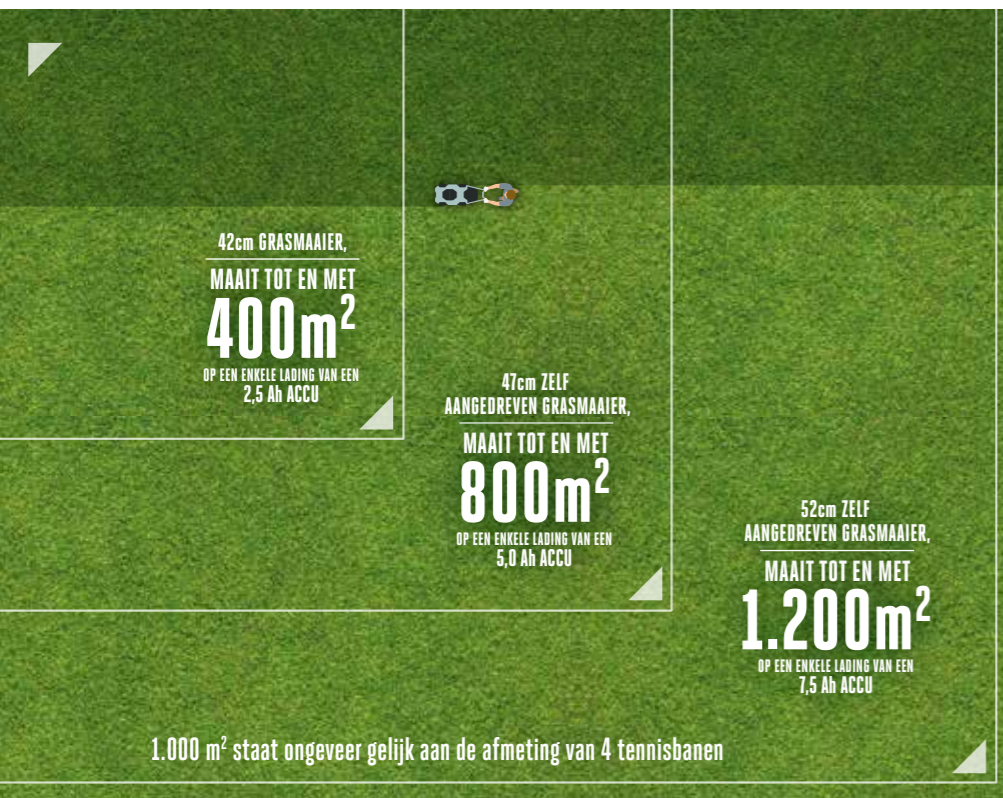 42cm GRASMAAIER,
MAAIT TOT EN MET
400m²
OP EEN ENKELE LADING VAN EEN
2,5 Ah ACCU
47cm ZELF
AANGEDREVEN GRASMAAIER,
MAAIT TOT EN MET
800m²
OP EEN ENKELE LADING VAN EEN
5,0 Ah ACCU
52cm ZELF
AANGEDREVEN GRASMAAIER,
MAAIT TOT EN MET
1.200m²
OP EEN ENKELE LADING VAN EEN
7,5 Ah ACCU
1.000 m² staat ongeveer gelijk aan de afmeting van 4 tennisbanen